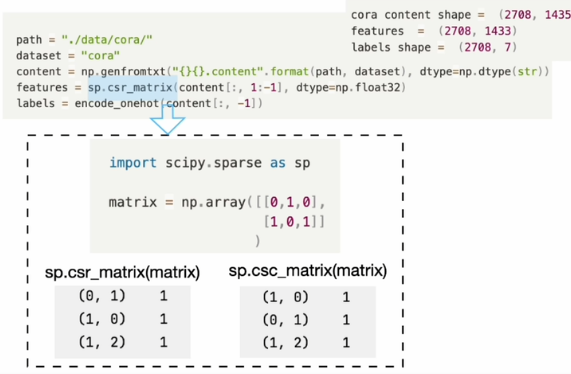 cora content shape = (2708, 1435
features = (2708, 1433)
labels shape = (2708, 7)
path = "./data/cora/"
dataset = "cora"
content = np.genfromtxt("{}{}.content".format(path, dataset), dtype=np.dtype(str))
features = sp.csr_matrix(content[:, 1:-1], dtype=np.float32)
labels = encode_onehot(content[:, -1])
import scipy.sparse as sp
matrix = np.array([[0,1,0],
[1,0,1]]
)
sp.csr_matrix(matrix)
(0, 1) 1
(1, 0) 1
(1, 2) 1
sp.csc_matrix(matrix)
(1, 0) 1
(0, 1) 1
(1, 2) 1